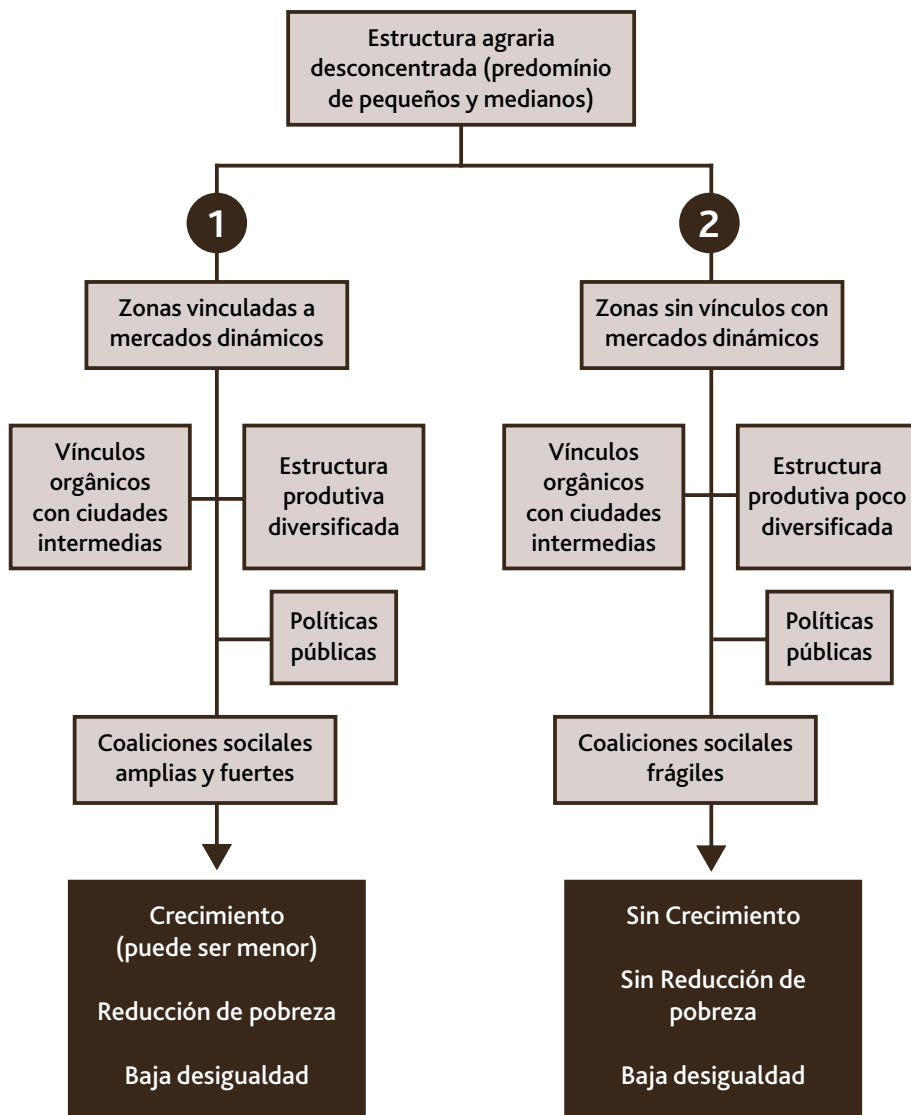 Estructura agraria
desconcentrada (predomínio
de pequeños y medianos)
1
Zonas vinculadas a
mercados dinámicos
Vínculos
orgânicos
con ciudades
intermedias
Estructura
produtiva
diversificada
Políticas
públicas
Coaliciones socilales
amplias y fuertes
Crecimiento
(puede ser menor)
Reducción de pobreza
Baja desigualdad
2
Zonas sin vínculos con
mercados dinámicos
Vínculos
orgânicos
con ciudades
intermedias
Estructura
produtiva poco
diversificada
Políticas
públicas
Coaliciones socilales
frágiles
Sin Crecimiento
Sin Reducción de
pobreza
Baja desigualdad